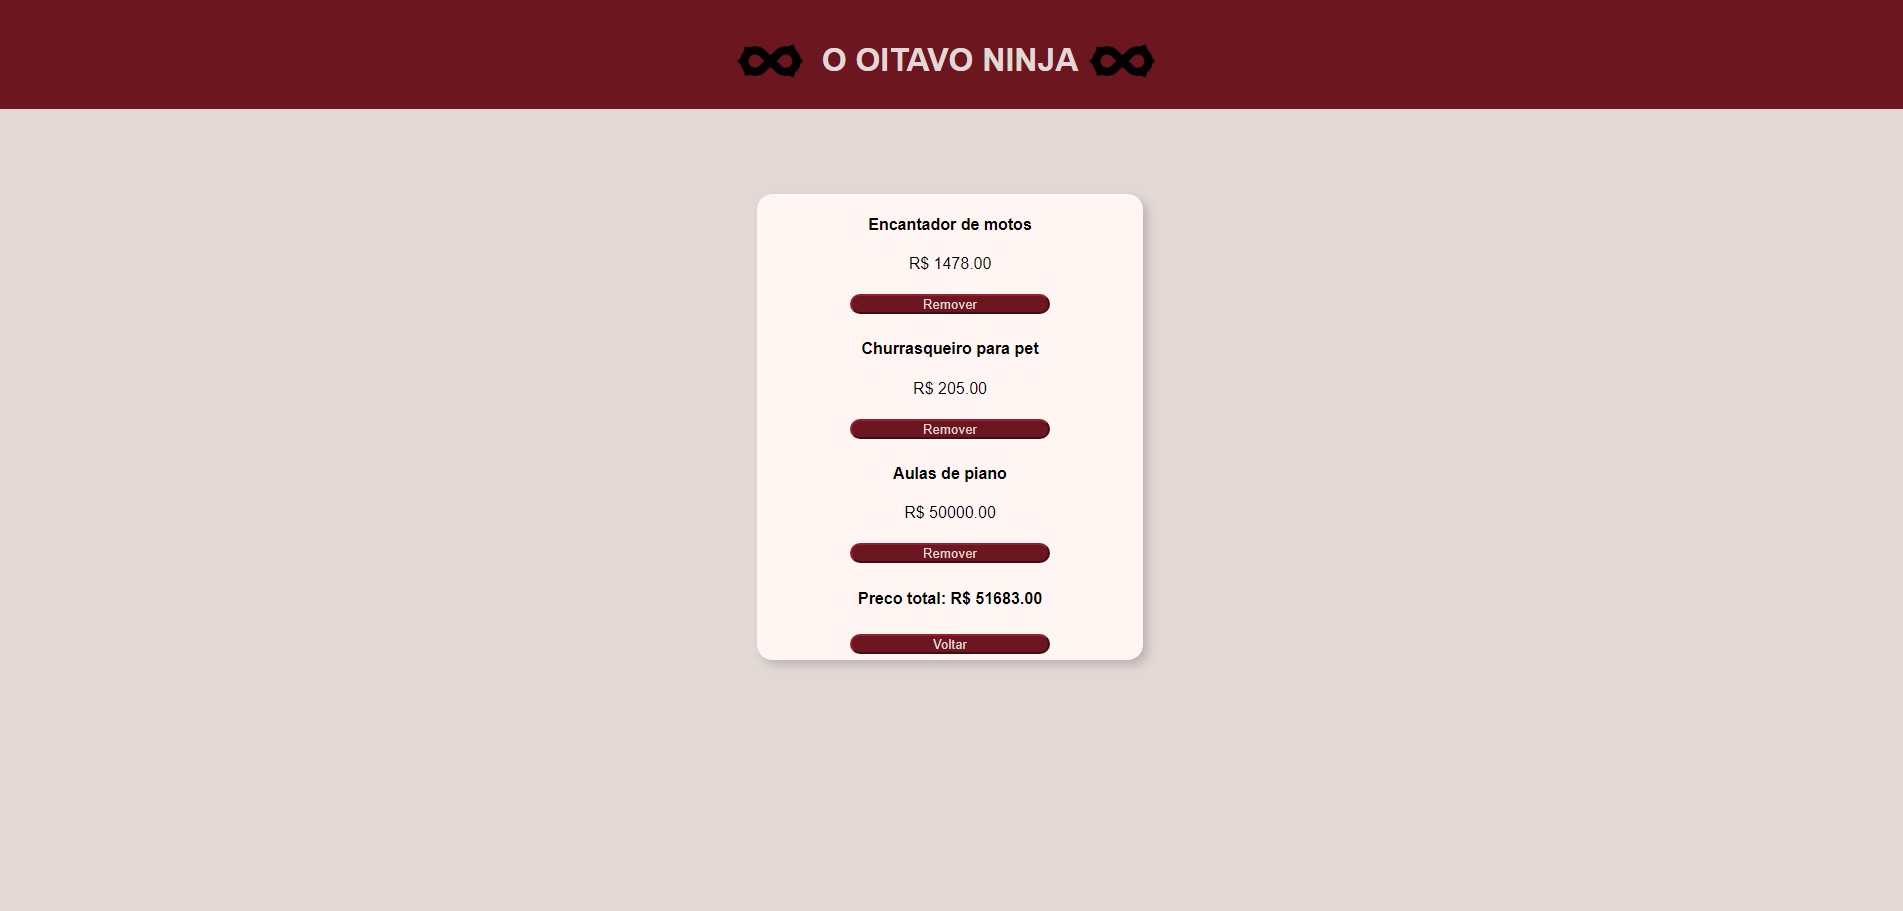 O OITAVO NINJA
Encantador de motos
R$ 1478.00
Remover
Churrasqueiro para pet
R$ 205.00
Remover
Aulas de piano
R$ 50000.00
Remover
Preco total: R$ 51683.00
Voltar